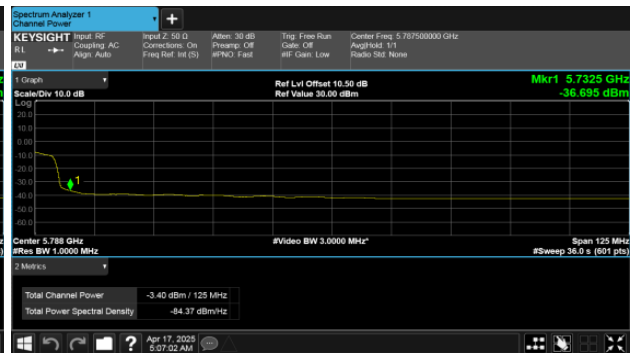 Spectrum Analyzer 1
Channel Power
+
KEYSIGHT Input: RF Input Z: 50 Ω Atten: 30 dB Trig: Free Run Center Freq: 5.787500000 GHz
RL Coupling: AC Corrections: On Preamp: Off Gate: Off Avg|Hold: 1/1
Align: Auto Freq Ref: Int (S) #PNO: Fast #IF Gain: Low Radio Std: None
LXI
1 Graph Ref Lvl Offset 10.50 dB Mkr1 5.7325 GHz
Scale/Div 10.0 dB Ref Value 30.00 dBm -36.695 dBm
Log
20.0
10.0
0.00
-10.0
-20.0
-30.0
1
-40.0
-50.0
-60.0
Center 5.788 GHz #Video BW 3.0000 MHz* Span 125 MHz
#Res BW 1.0000 MHz #Sweep 36.0 s (601 pts)
2 Metrics
Total Channel Power -3.40 dBm / 125 MHz
Total Power Spectral Density -84.37 dBm/Hz
? Apr 17, 2025
5:07:02 AM